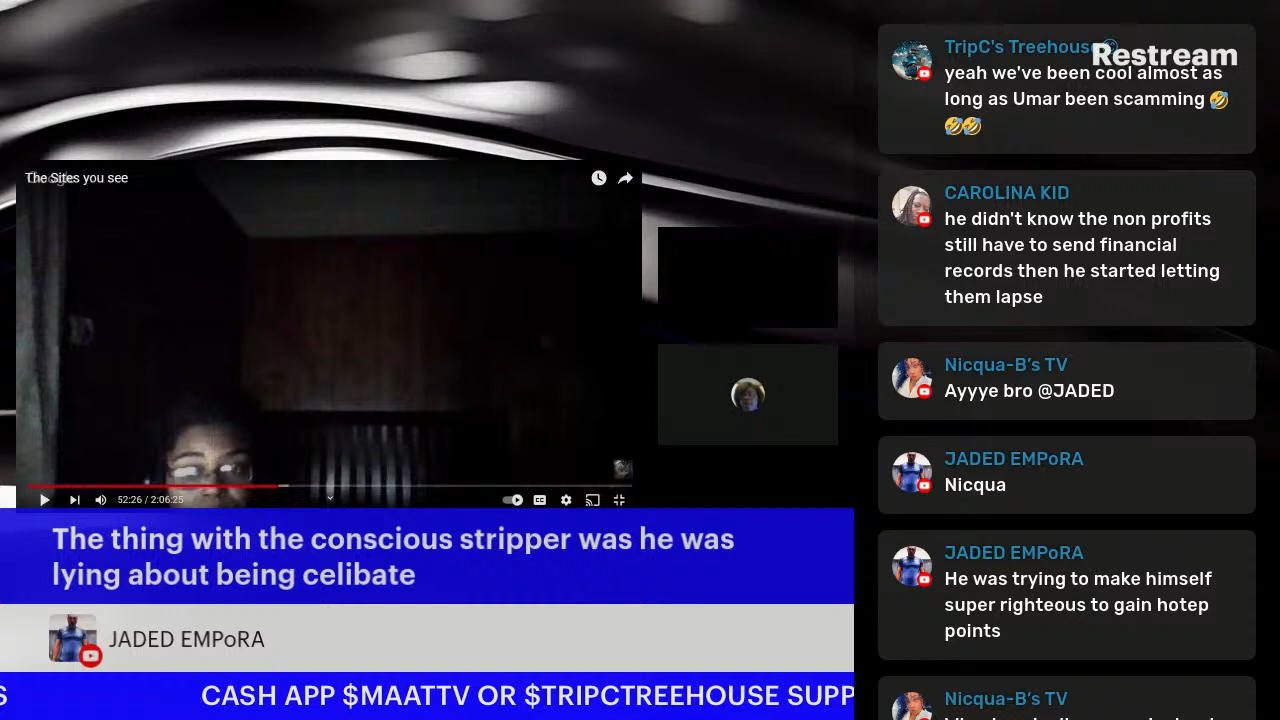 The Sites you see
52:26 / 2:06:25
The thing with the conscious stripper was he was
lying about being celibate
JADED EMPoRA
S
CASH APP $MAATTV OR $TRIPCTREEHOUSE SUPP
Restream
TripC's Treehouse
yeah we've been cool almost as
long as Umar been scamming 🤣
🤣🤣
CAROLINA KID
he didn't know the non profits
still have to send financial
records then he started letting
them lapse
Nicqua-B's TV
Ayyye bro @JADED
JADED EMPoRA
Nicqua
JADED EMPoRA
He was trying to make himself
super righteous to gain hotep
points
Nicqua-B's TV